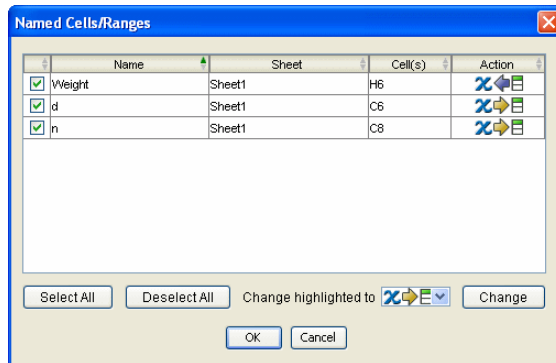 Named Cells/Ranges
Name Sheet Cell(s) Action
Weight Sheet1 H6
d Sheet1 C6
n Sheet1 C8
Select All Deselect All Change highlighted to Change
OK Cancel